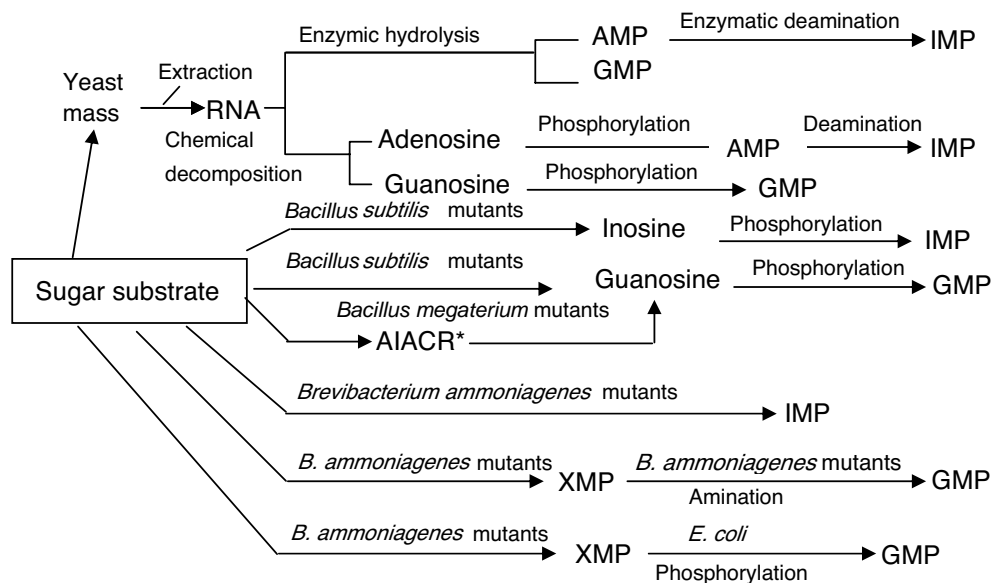 Enzymic hydrolysis
AMP
Enzymatic deamination
IMP
GMP
Yeast
mass
Extraction
RNA
Chemical
decomposition
Adenosine
Phosphorylation
AMP
Deamination
IMP
Guanosine
Phosphorylation
GMP
Bacillus subtilis mutants
Inosine
Phosphorylation
IMP
Sugar substrate
Bacillus subtilis mutants
Guanosine
Phosphorylation
GMP
Bacillus megaterium mutants
AIACR*
Brevibacterium ammoniagenes mutants
IMP
B. ammoniagenes mutants
XMP
B. ammoniagenes mutants
Amination
GMP
B. ammoniagenes mutants
XMP
E. coli
Phosphorylation
GMP